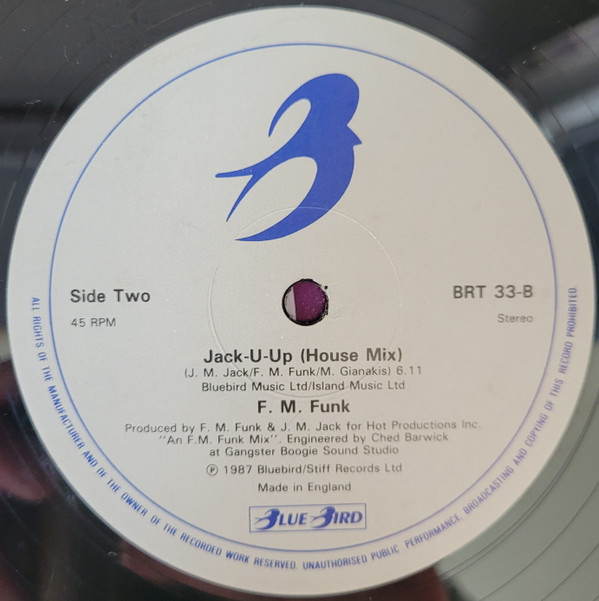 Side Two
BRT 33-B
45 RPM
Stereo
Jack-U-Up (House Mix)
(J. M. Jack/F. M. Funk/M. Gianakis) 6.11
Bluebird Music Ltd/Island Music Ltd
F. M. Funk
Produced by F. M. Funk & J. M. Jack for Hot Productions Inc.
"An F.M. Funk Mix". Engineered by Ched Barwick
at Gangster Boogie Sound Studio
℗ 1987 Bluebird/Stiff Records Ltd
Made in England
BLUE BIRD
ALL RIGHTS OF THE MANUFACTURER AND OF THE OWNER OF THE RECORDED WORK RESERVED. UNAUTHORISED PUBLIC PERFORMANCE, BROADCASTING AND COPYING OF THIS RECORD PROHIBITED.